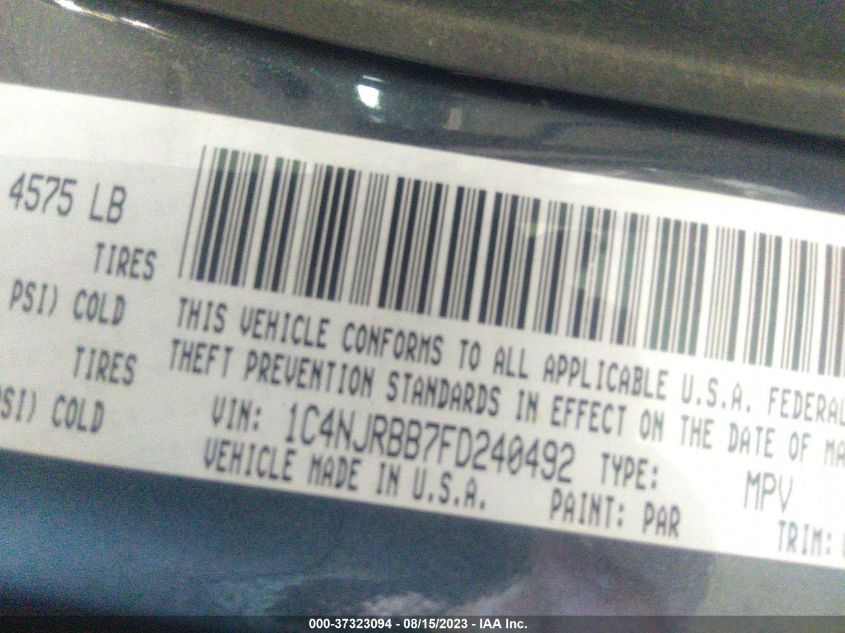 4575 LB
TIRES
PSI) COLD
TIRES
PSI) COLD
THIS VEHICLE CONFORMS TO ALL APPLICABLE U.S.A. FEDERAL
THEFT PREVENTION STANDARDS IN EFFECT ON THE DATE OF MA
VIN: 1C4NJRBB7FD240492 TYPE: MPV
VEHICLE MADE IN U.S.A. PAINT: PAR TRIM:
000-37323094 - 08/15/2023 - IAA Inc.